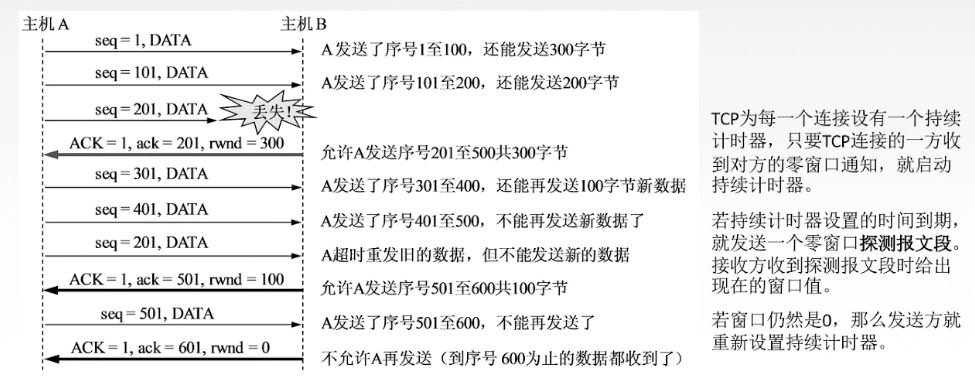 主机A 主机B
seq = 1, DATA A发送了序号1至100，还能发送300字节
seq = 101, DATA A发送了序号101至200，还能发送200字节
seq = 201, DATA 丢失!
ACK = 1, ack = 201, rwnd = 300 允许A发送序号201至500共300字节
seq = 301, DATA A发送了序号301至400，还能再发送100字节新数据
seq = 401, DATA A发送了序号401至500，不能再发送新数据了
seq = 201, DATA A超时重发旧的数据，但不能发送新的数据
ACK = 1, ack = 501, rwnd = 100 允许A发送序号501至600共100字节
seq = 501, DATA A发送了序号501至600，不能再发送了
ACK = 1, ack = 601, rwnd = 0 不允许A再发送（到序号 600为止的数据都收到了）
TCP为每一个连接设有一个持续
计时器，只要TCP连接的一方收
到对方的零窗口通知，就启动
持续计时器。
若持续计时器设置的时间到期，
就发送一个零窗口探测报文段。
接收方收到探测报文段时给出
现在的窗口值。
若窗口仍然是0，那么发送方就
重新设置持续计时器。